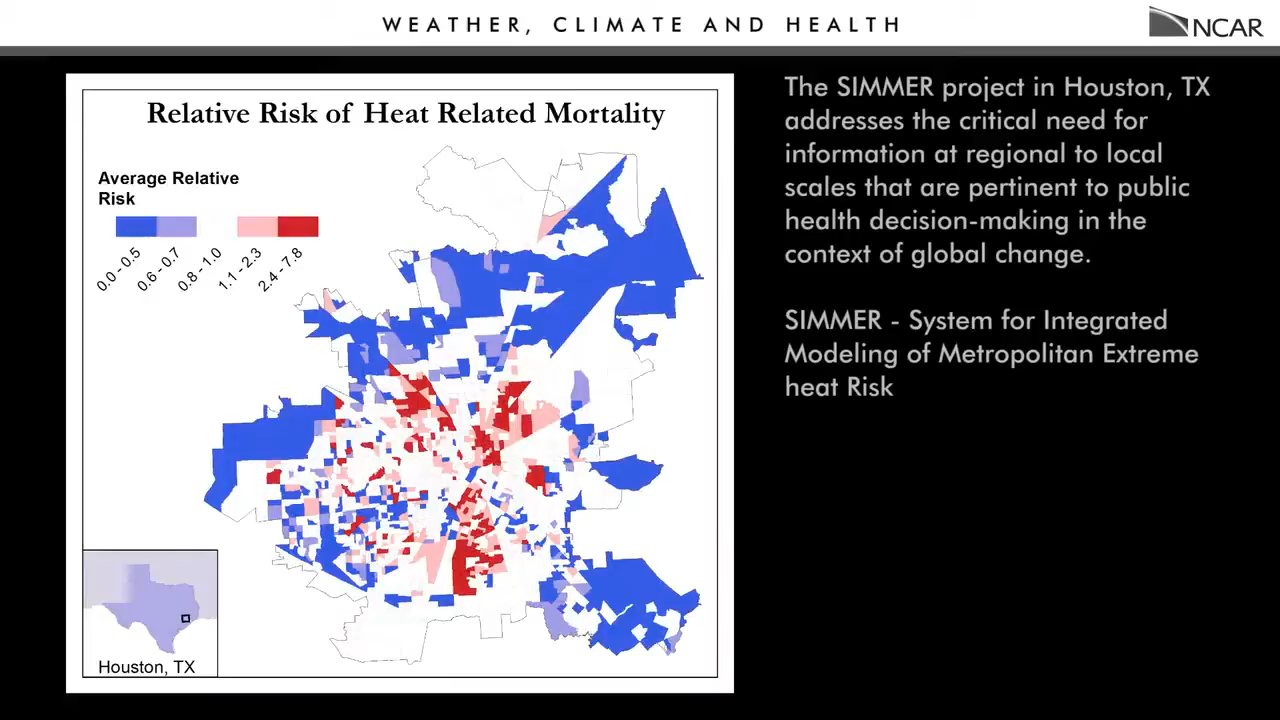 WEATHER, CLIMATE AND HEALTH
NCAR
Relative Risk of Heat Related Mortality
Average Relative
Risk
0.0 - 0.5
0.6 - 0.7
0.8 - 1.0
1.1 - 2.3
2.4 - 7.8
Houston, TX
The SIMMER project in Houston, TX
addresses the critical need for
information at regional to local
scales that are pertinent to public
health decision-making in the
context of global change.
SIMMER - System for Integrated
Modeling of Metropolitan Extreme
heat Risk